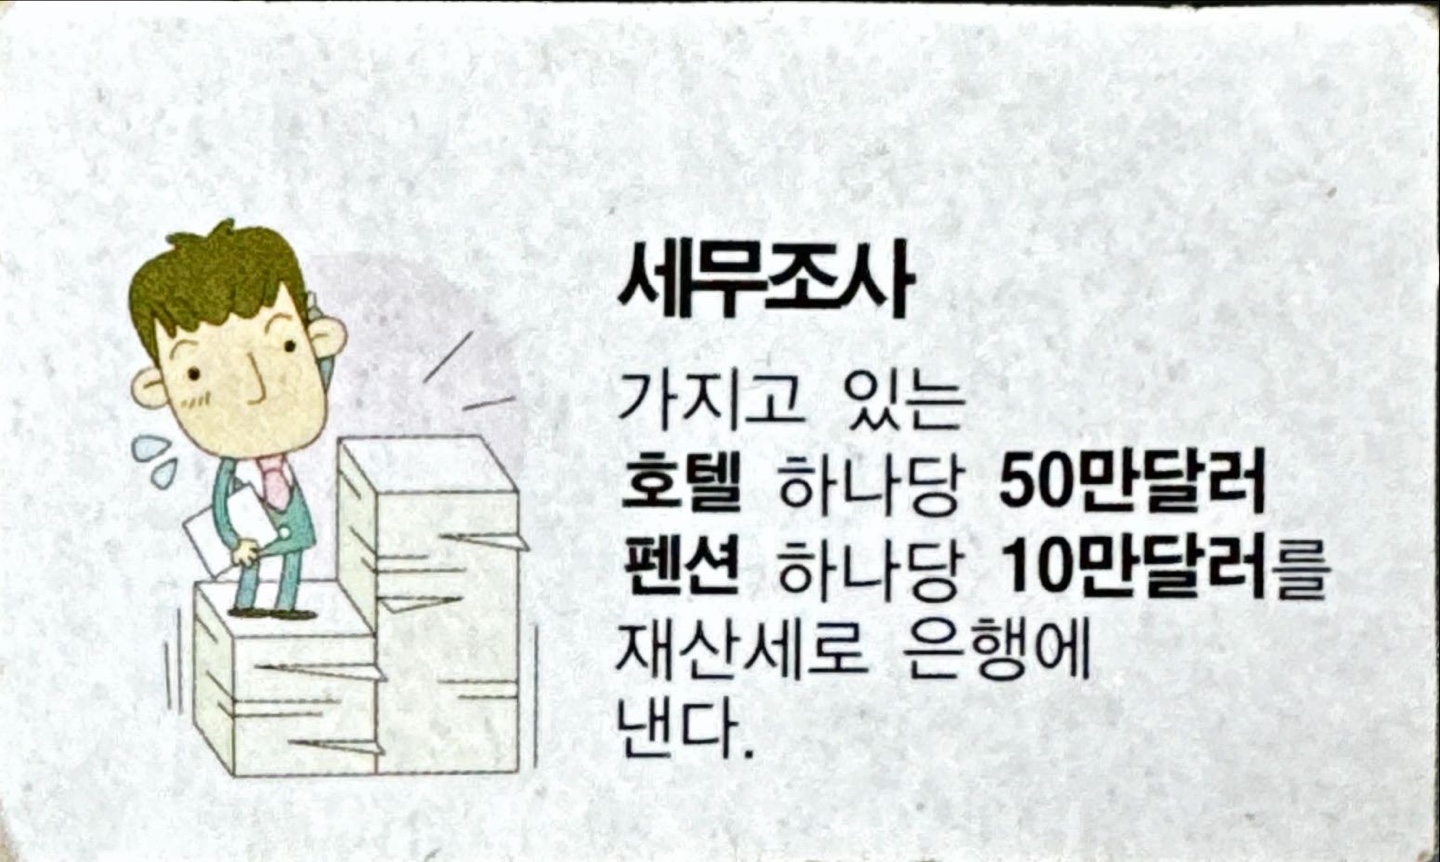 세무조사
가지고 있는
호텔 하나당 50만달러
펜션 하나당 10만달러를
재산세로 은행에
낸다.